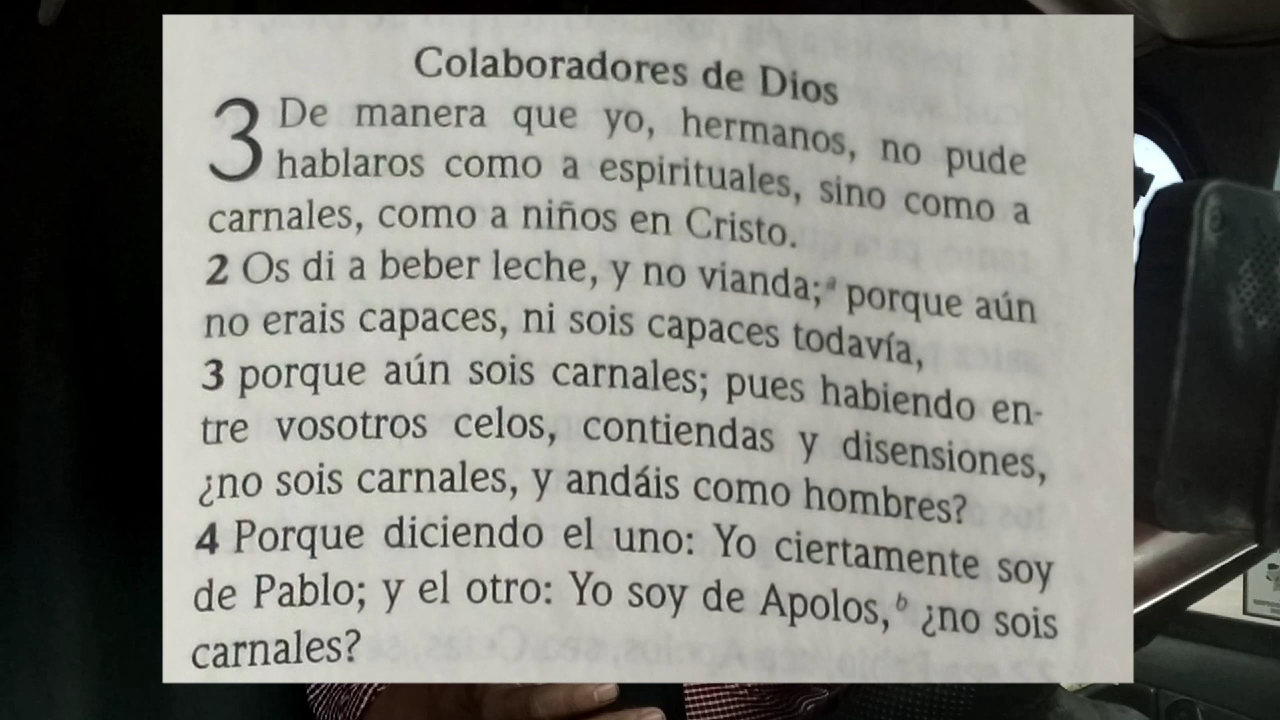 Colaboradores de Dios
3 De manera que yo, hermanos, no pude
hablaros como a espirituales, sino como a
carnales, como a niños en Cristo.
2 Os di a beber leche, y no vianda;ª porque aún
no erais capaces, ni sois capaces todavía,
3 porque aún sois carnales; pues habiendo en-
tre vosotros celos, contiendas y disensiones,
¿no sois carnales, y andáis como hombres?
4 Porque diciendo el uno: Yo ciertamente soy
de Pablo; y el otro: Yo soy de Apolos,ᵇ ¿no sois
carnales?